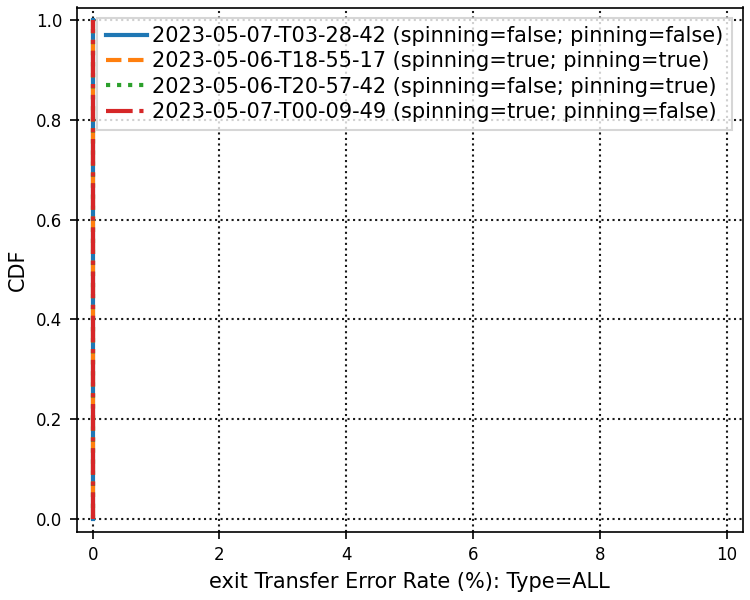 2023-05-07-T03-28-42 (spinning=false; pinning=false)
2023-05-06-T18-55-17 (spinning=true; pinning=true)
2023-05-06-T20-57-42 (spinning=false; pinning=true)
2023-05-07-T00-09-49 (spinning=true; pinning=false)
1.0
0.8
0.6
0.4
0.2
0.0
CDF
0 2 4 6 8 10
exit Transfer Error Rate (%): Type=ALL